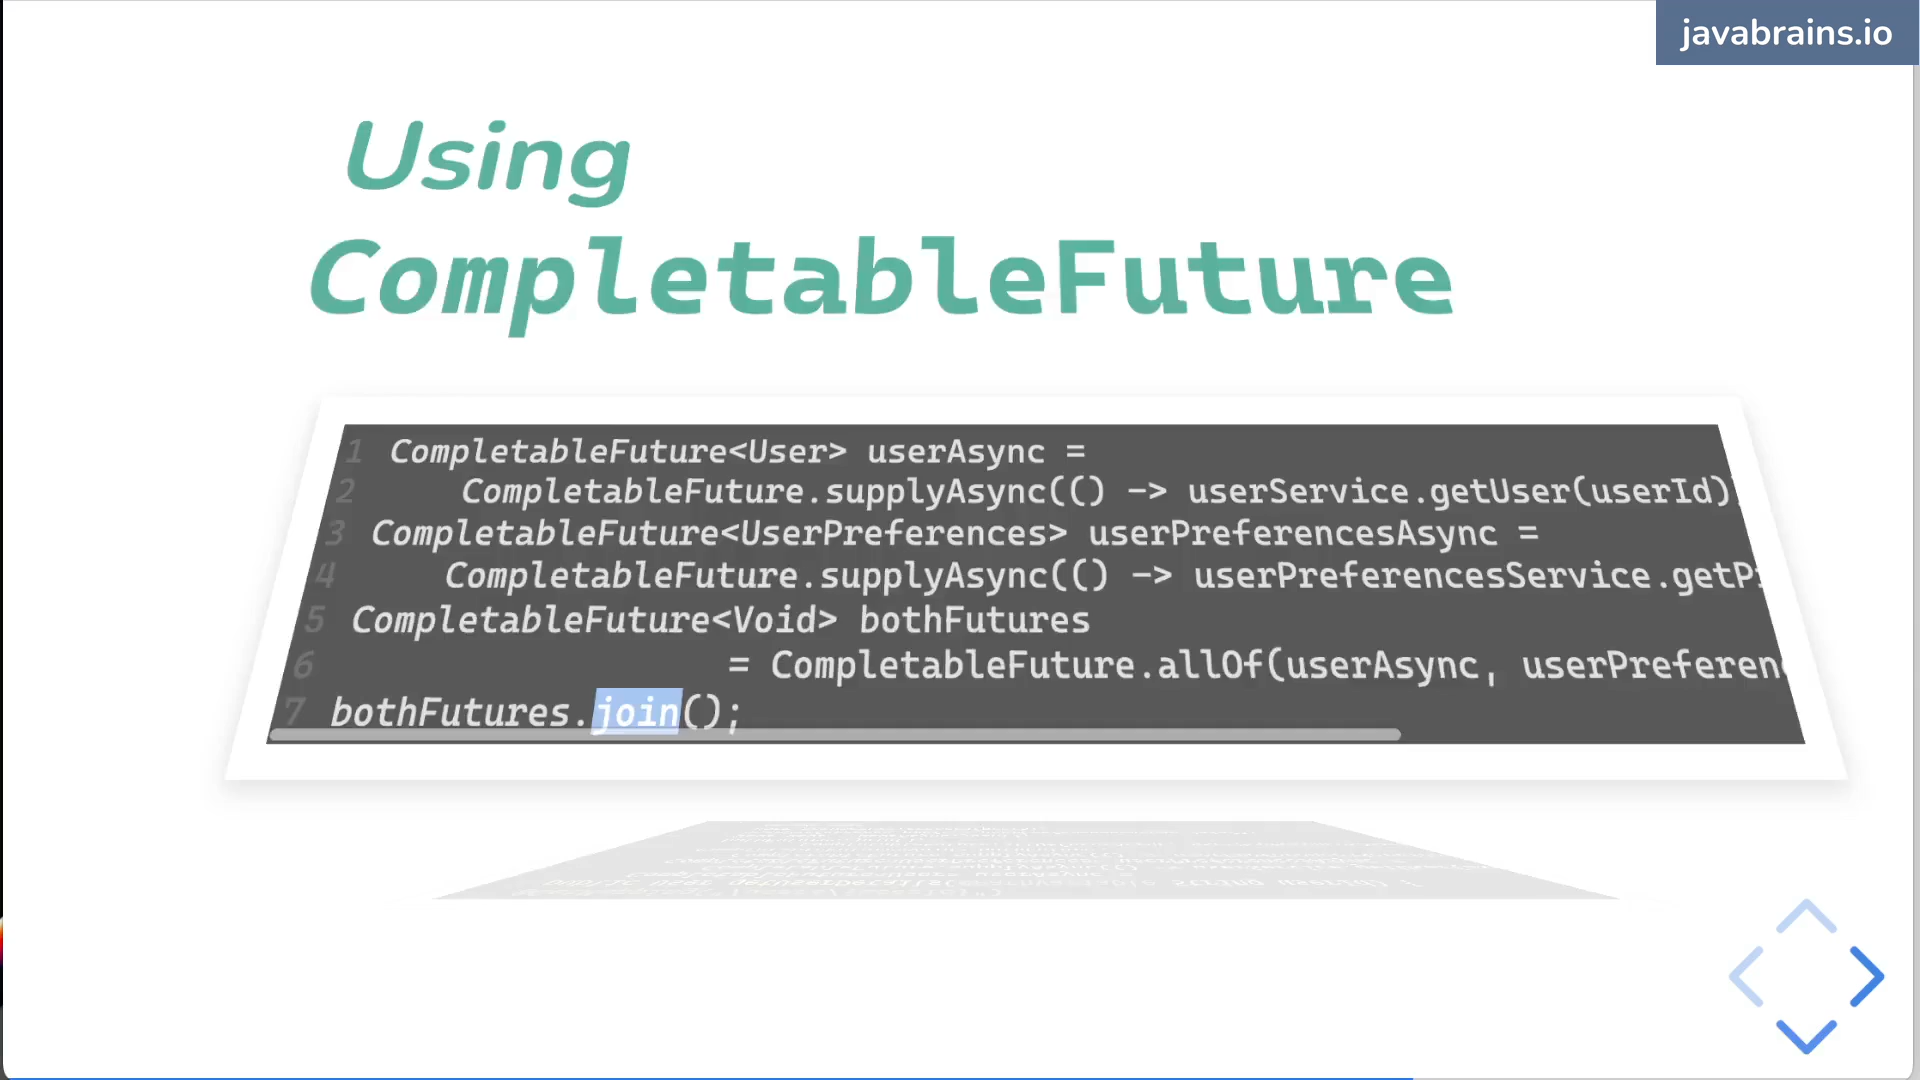 javabrains.io
Using
CompletableFuture
1 CompletableFuture<User> userAsync =
2 CompletableFuture.supplyAsync(() -> userService.getUser(userId)
3 CompletableFuture<UserPreferences> userPreferencesAsync =
4 CompletableFuture.supplyAsync(() -> userPreferencesService.getP
5 CompletableFuture<Void> bothFutures
6 = CompletableFuture.allOf(userAsync, userPreferen
7 bothFutures.join();